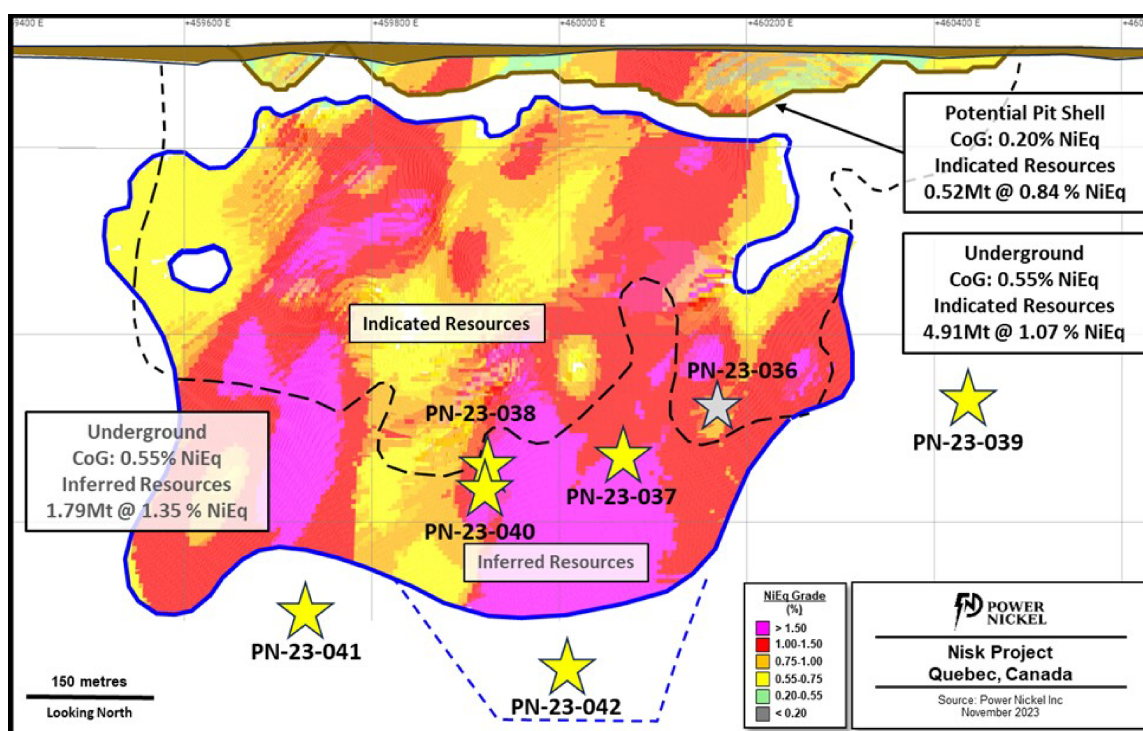 9400 E
+459600 E
+459800 E
+460000 E
+460200 E
+460400 E
Potential Pit Shell
CoG: 0.20% NiEq
Indicated Resources
0.52Mt @ 0.84 % NiEq
Underground
CoG: 0.55% NiEq
Indicated Resources
4.91Mt @ 1.07 % NiEq
Indicated Resources
PN-23-036
PN-23-038
PN-23-039
Underground
CoG: 0.55% NiEq
Inferred Resources
1.79Mt @ 1.35 % NiEq
PN-23-037
PN-23-040
Inferred Resources
PN-23-041
PN-23-042
150 metres
Looking North
NiEq Grade
(%)
> 1.50
1.00-1.50
0.75-1.00
0.55-0.75
0.20-0.55
< 0.20
POWER
NICKEL
Nisk Project
Quebec, Canada
Source: Power Nickel Inc
November 2023